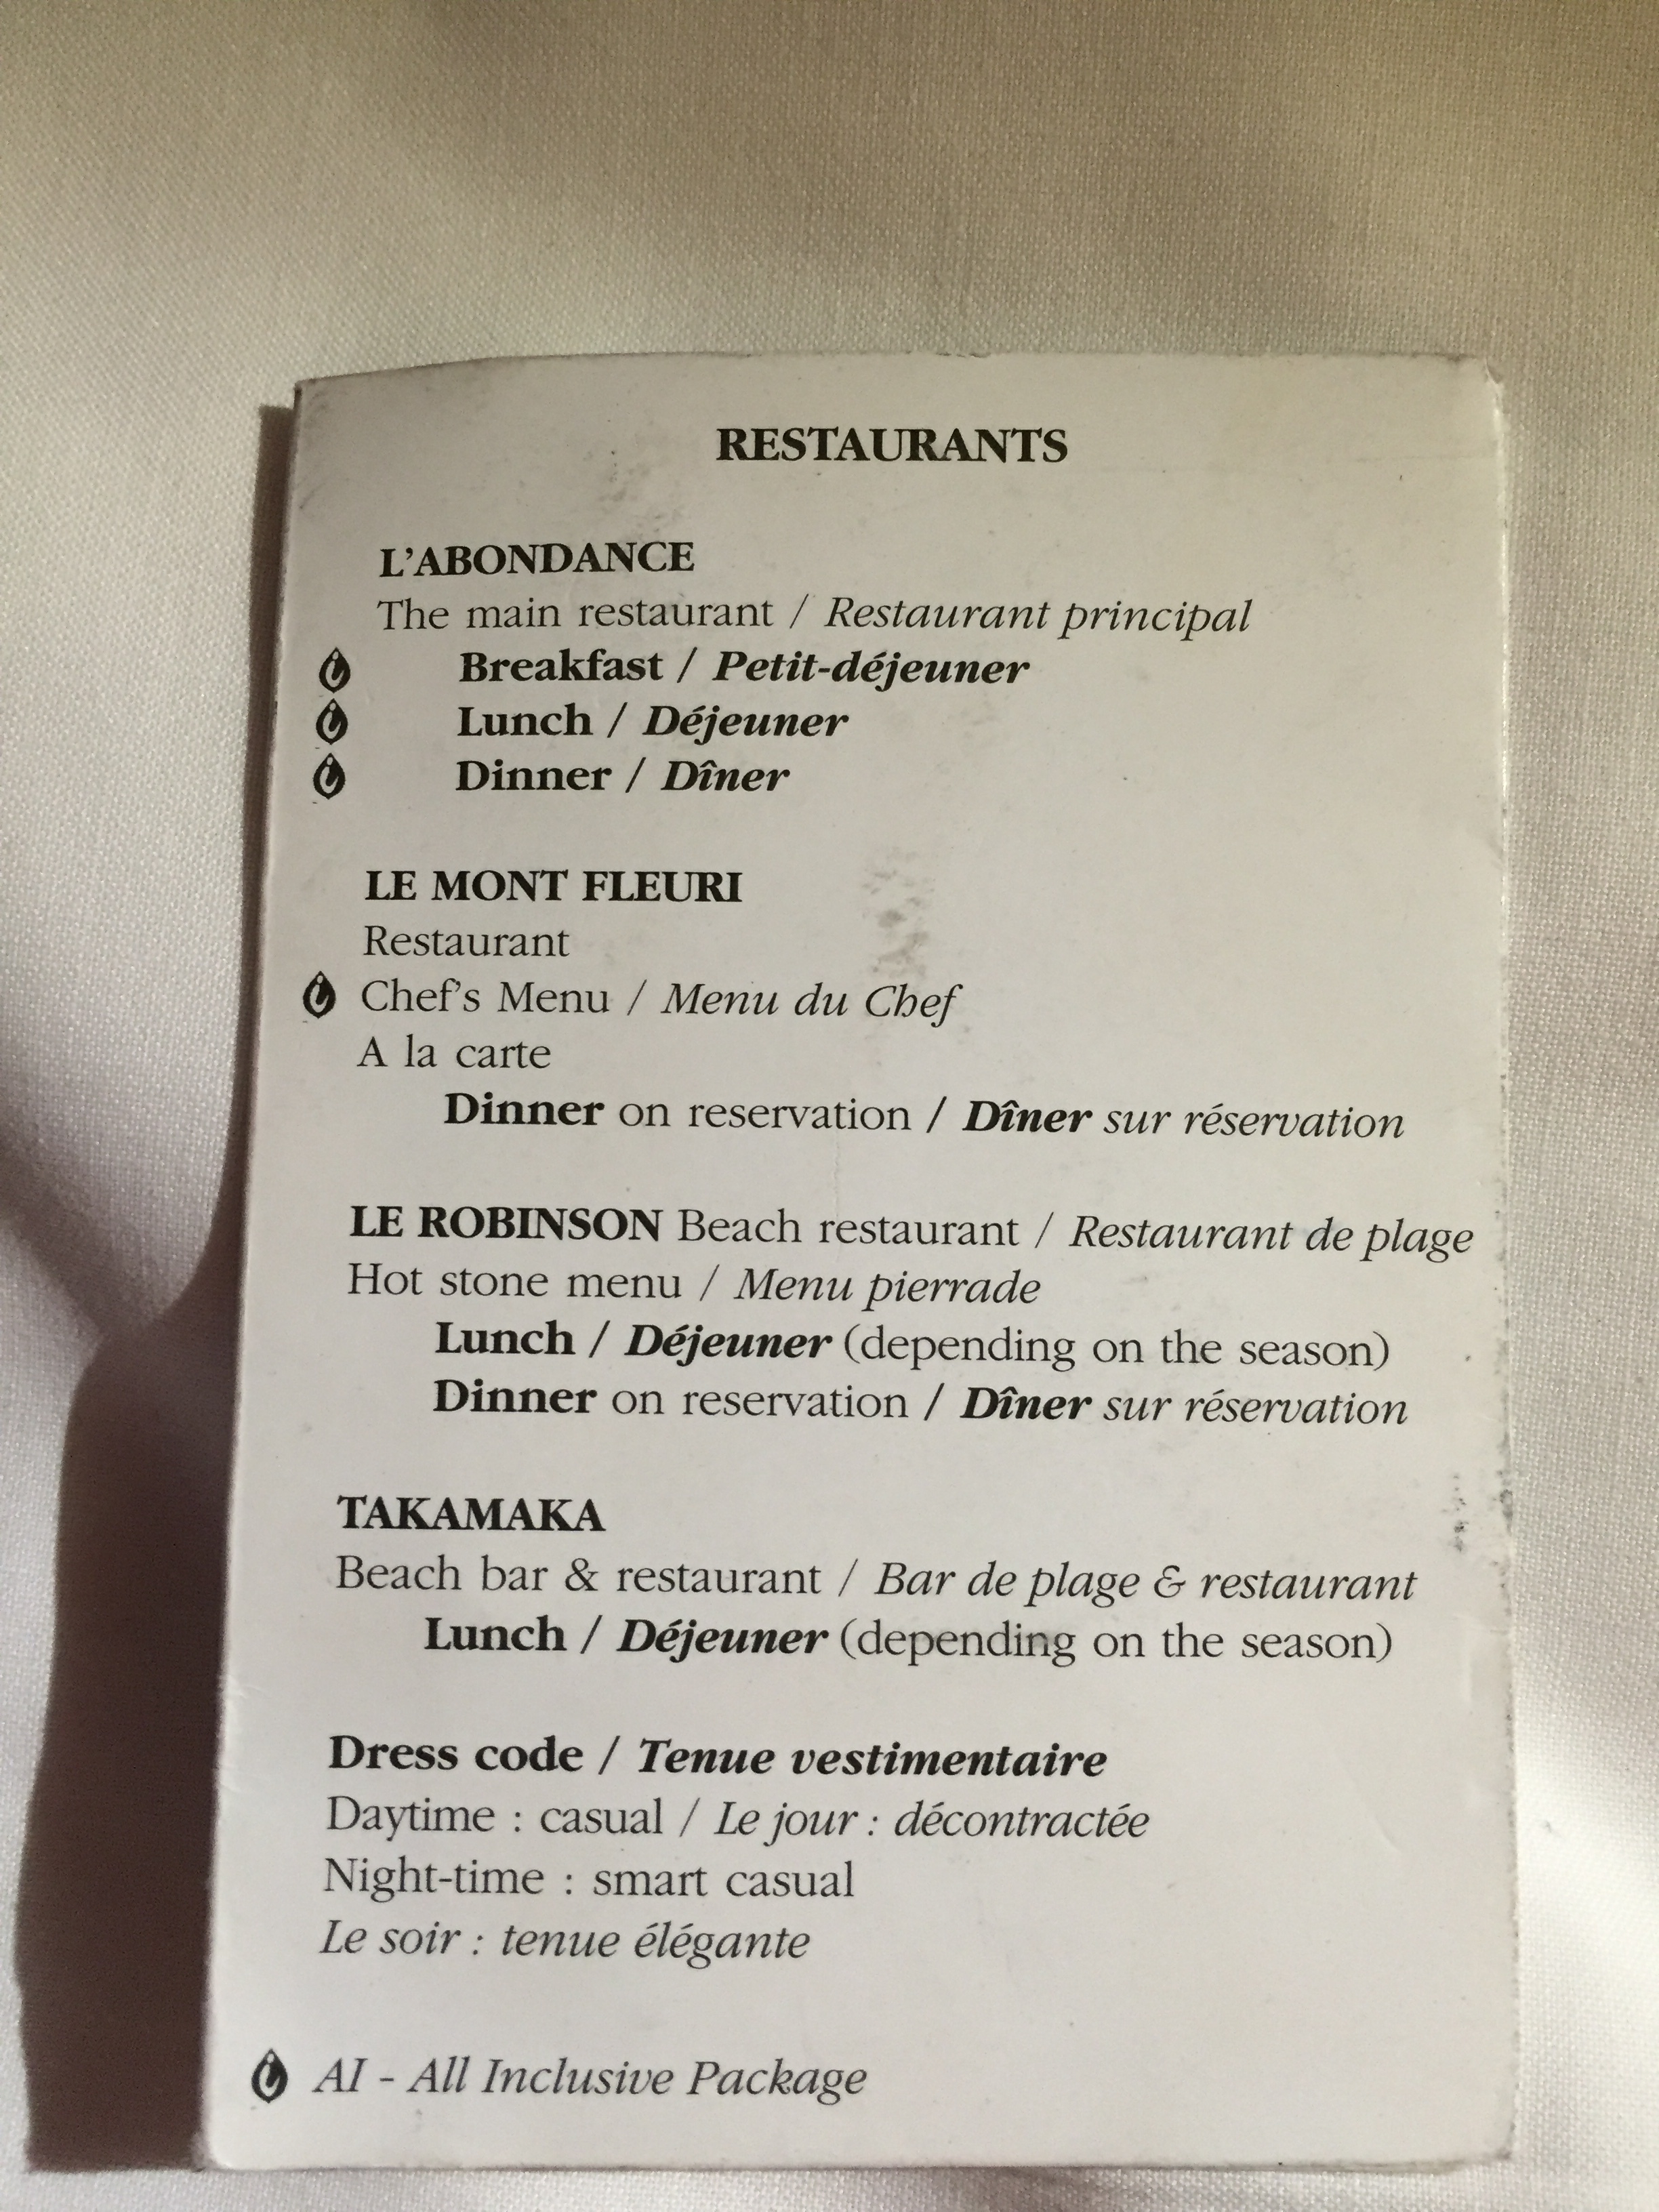 RESTAURANTS
L'ABONDANCE
The main restaurant / Restaurant principal
Breakfast / Petit-déjeuner
Lunch / Déjeuner
Dinner / Dîner
LE MONT FLEURI
Restaurant
Chef's Menu / Menu du Chef
A la carte
Dinner on reservation / Dîner sur réservation
LE ROBINSON Beach restaurant / Restaurant de plage
Hot stone menu / Menu pierrade
Lunch / Déjeuner (depending on the season)
Dinner on reservation / Dîner sur réservation
TAKAMAKA
Beach bar & restaurant / Bar de plage & restaurant
Lunch / Déjeuner (depending on the season)
Dress code / Tenue vestimentaire
Daytime : casual / Le jour : décontractée
Night-time : smart casual
Le soir : tenue élégante
AI - All Inclusive Package